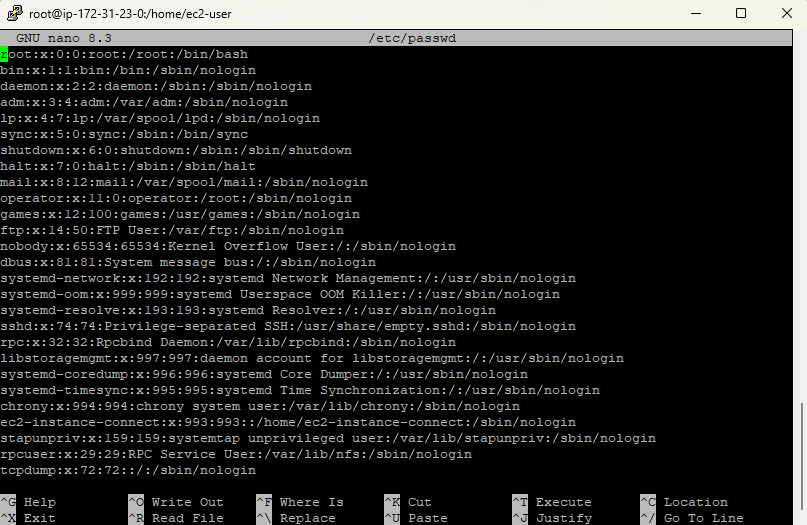 root@ip-172-31-23-0:/home/ec2-user
GNU nano 8.3 /etc/passwd
root:x:0:0:root:/root:/bin/bash
bin:x:1:1:bin:/bin:/sbin/nologin
daemon:x:2:2:daemon:/sbin:/sbin/nologin
adm:x:3:4:adm:/var/adm:/sbin/nologin
lp:x:4:7:lp:/var/spool/lpd:/sbin/nologin
sync:x:5:0:sync:/sbin:/bin/sync
shutdown:x:6:0:shutdown:/sbin:/sbin/shutdown
halt:x:7:0:halt:/sbin:/sbin/halt
mail:x:8:12:mail:/var/spool/mail:/sbin/nologin
operator:x:11:0:operator:/root:/sbin/nologin
games:x:12:100:games:/usr/games:/sbin/nologin
ftp:x:14:50:FTP User:/var/ftp:/sbin/nologin
nobody:x:65534:65534:Kernel Overflow User:/:/sbin/nologin
dbus:x:81:81:System message bus:/:/sbin/nologin
systemd-network:x:192:192:systemd Network Management:/:/usr/sbin/nologin
systemd-oom:x:999:999:systemd Userspace OOM Killer:/:/usr/sbin/nologin
systemd-resolve:x:193:193:systemd Resolver:/:/usr/sbin/nologin
sshd:x:74:74:Privilege-separated SSH:/usr/share/empty.sshd:/sbin/nologin
rpc:x:32:32:Rpcbind Daemon:/var/lib/rpcbind:/sbin/nologin
libstoragemgmt:x:997:997:daemon account for libstoragemgmt:/:/usr/sbin/nologin
systemd-coredump:x:996:996:systemd Core Dumper:/:/usr/sbin/nologin
systemd-timesync:x:995:995:systemd Time Synchronization:/:/usr/sbin/nologin
chrony:x:994:994:chrony system user:/var/lib/chrony:/sbin/nologin
ec2-instance-connect:x:993:993::/home/ec2-instance-connect:/sbin/nologin
stapunpriv:x:159:159:systemtap unprivileged user:/var/lib/stapunpriv:/sbin/nologin
rpcuser:x:29:29:RPC Service User:/var/lib/nfs:/sbin/nologin
tcpdump:x:72:72::/:/sbin/nologin
^G Help ^O Write Out ^F Where Is ^K Cut ^T Execute ^C Location
^X Exit ^R Read File ^\ Replace ^U Paste ^J Justify ^/ Go To Line